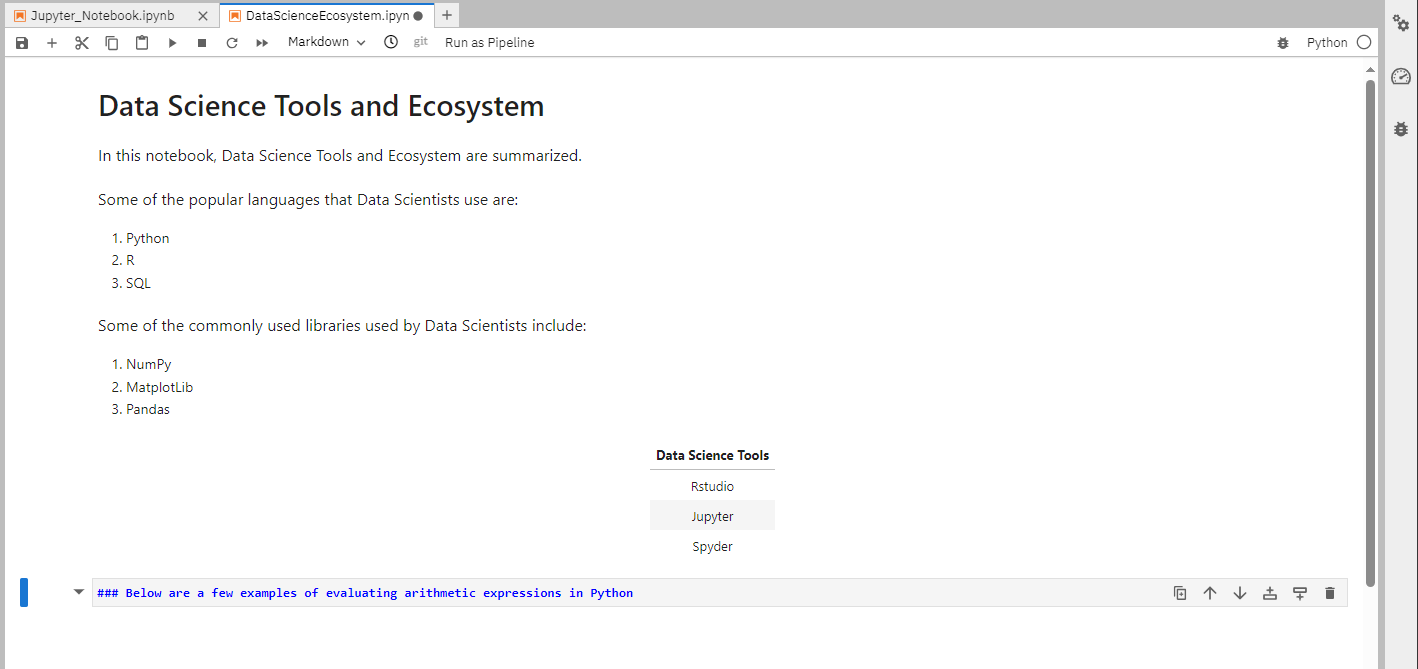 Jupyter_Notebook.ipynb
DataScienceEcosystem.ipyn
Markdown
git
Run as Pipeline
Python
Data Science Tools and Ecosystem
In this notebook, Data Science Tools and Ecosystem are summarized.
Some of the popular languages that Data Scientists use are:
1. Python
2. R
3. SQL
Some of the commonly used libraries used by Data Scientists include:
1. NumPy
2. MatplotLib
3. Pandas
Data Science Tools
Rstudio
Jupyter
Spyder
### Below are a few examples of evaluating arithmetic expressions in Python